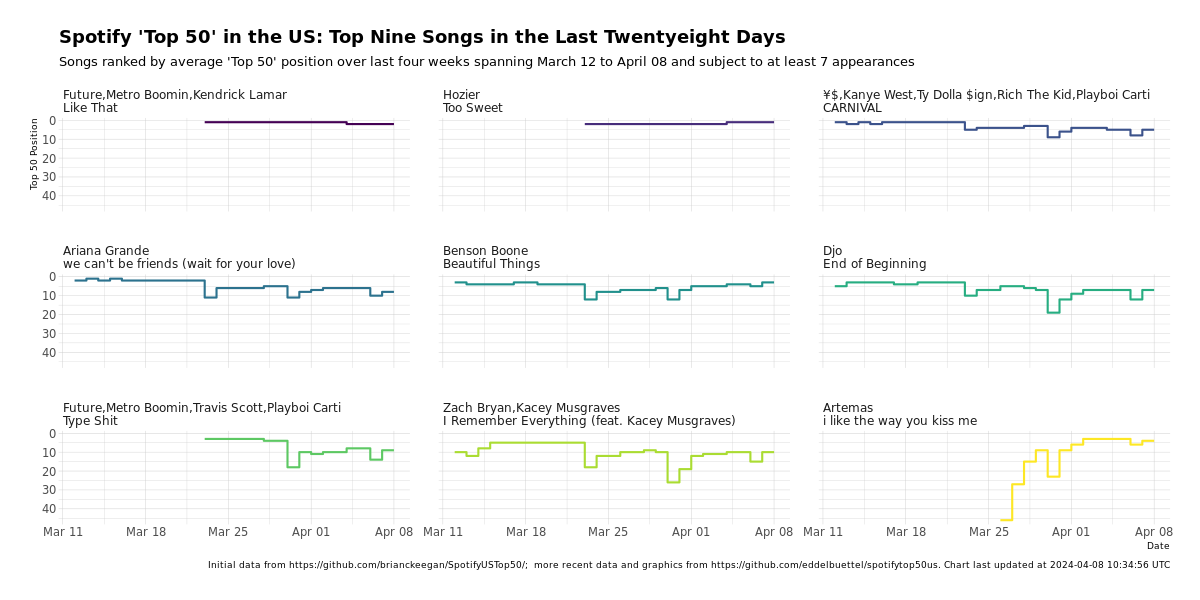 Spotify 'Top 50' in the US: Top Nine Songs in the Last Twentyeight Days
Songs ranked by average 'Top 50' position over last four weeks spanning March 12 to April 08 and subject to at least 7 appearances
Future,Metro Boomin,Kendrick Lamar
Like That
Hozier
Too Sweet
¥$,Kanye West,Ty Dolla $ign,Rich The Kid,Playboi Carti
CARNIVAL
Top 50 Position
0
10
20
30
40
Ariana Grande
we can't be friends (wait for your love)
Benson Boone
Beautiful Things
Djo
End of Beginning
0
10
20
30
40
Future,Metro Boomin,Travis Scott,Playboi Carti
Type Shit
Zach Bryan,Kacey Musgraves
I Remember Everything (feat. Kacey Musgraves)
Artemas
i like the way you kiss me
0
10
20
30
40
Mar 11 Mar 18 Mar 25 Apr 01 Apr 08 Mar 11 Mar 18 Mar 25 Apr 01 Apr 08 Mar 11 Mar 18 Mar 25 Apr 01 Apr 08
Date
Initial data from https://github.com/brianckeegan/SpotifyUSTop50/; more recent data and graphics from https://github.com/eddelbuettel/spotifytop50us. Chart last updated at 2024-04-08 10:34:56 UTC